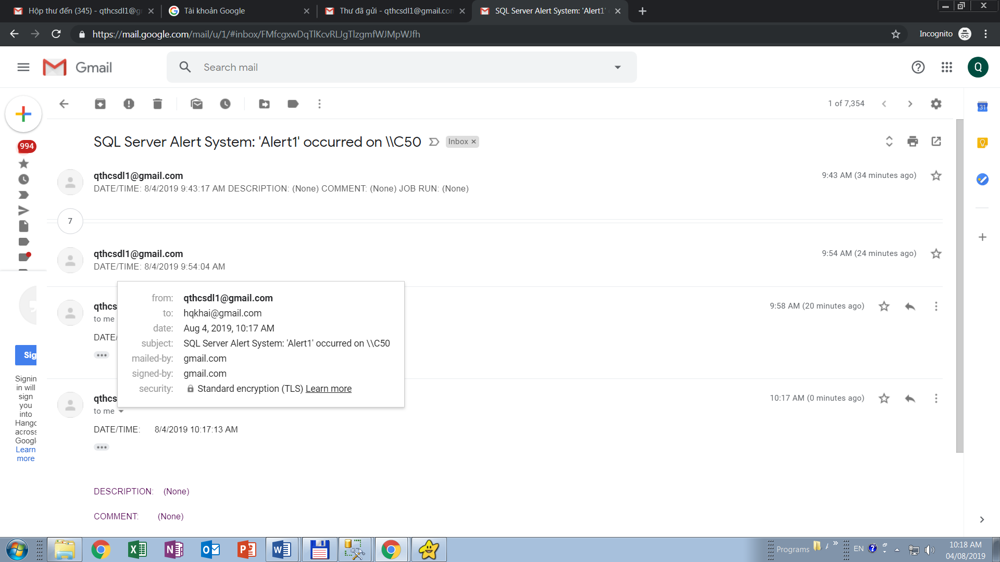 Hộp thư đến (345) - qthcsdl1@g
Tài khoản Google
Thư đã gửi - qthcsdl1@gmail.com
SQL Server Alert System: 'Alert1'
https://mail.google.com/mail/u/1/#inbox/FMfcgxwDqTlKcvRLJgTlzgmfWJMpWJfh
Incognito
Gmail
Search mail
Q
1 of 7,354
31
994
SQL Server Alert System: 'Alert1' occurred on \\C50
Inbox ×
qthcsdl1@gmail.com
9:43 AM (34 minutes ago)
DATE/TIME: 8/4/2019 9:43:17 AM DESCRIPTION: (None) COMMENT: (None) JOB RUN: (None)
7
qthcsdl1@gmail.com
9:54 AM (24 minutes ago)
DATE/TIME: 8/4/2019 9:54:04 AM
qthcs
9:58 AM (20 minutes ago)
to me
DATE/
from: qthcsdl1@gmail.com
to: hqkhai@gmail.com
date: Aug 4, 2019, 10:17 AM
subject: SQL Server Alert System: 'Alert1' occurred on \\C50
mailed-by: gmail.com
signed-by: gmail.com
security: Standard encryption (TLS) Learn more
Sig
Signin
in will
sign
you
into
Hango
across
Googl
Learn
more
qthcs
10:17 AM (0 minutes ago)
to me
DATE/TIME: 8/4/2019 10:17:13 AM
DESCRIPTION: (None)
COMMENT: (None)
Programs
EN
10:18 AM
04/08/2019